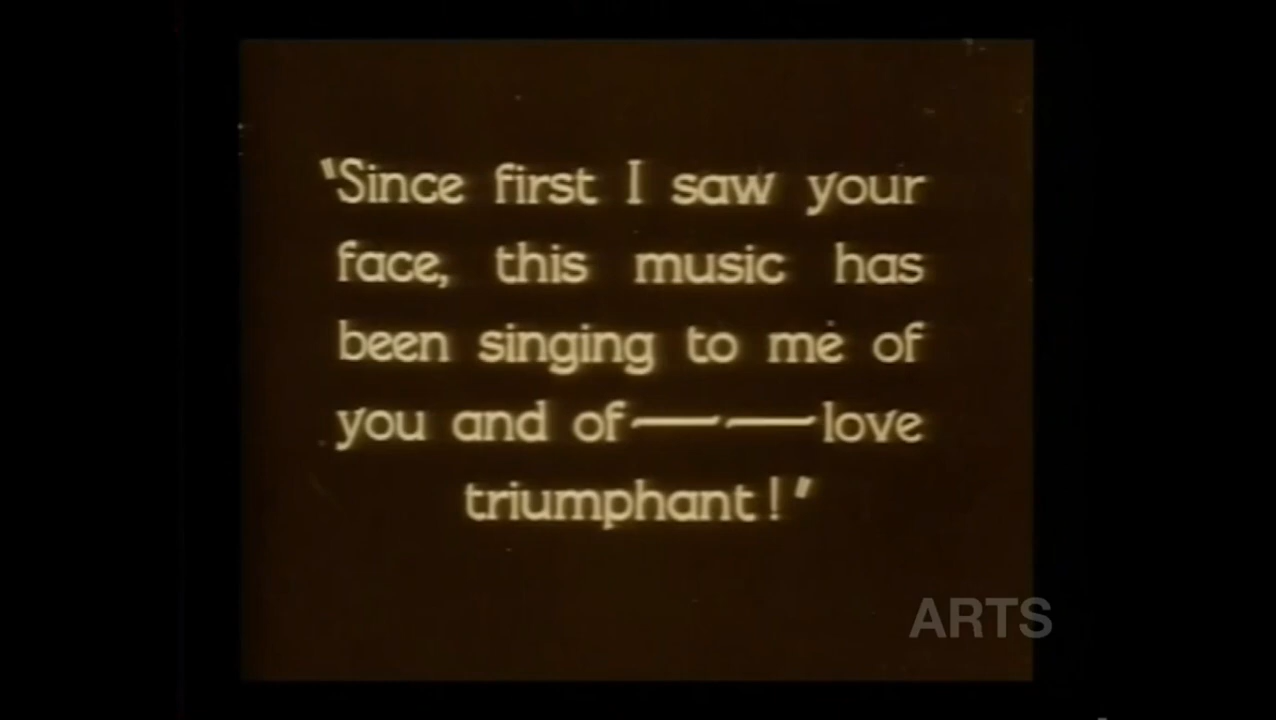 "Since first I saw your
face, this music has
been singing to me of
you and of——love
triumphant!"
ARTS